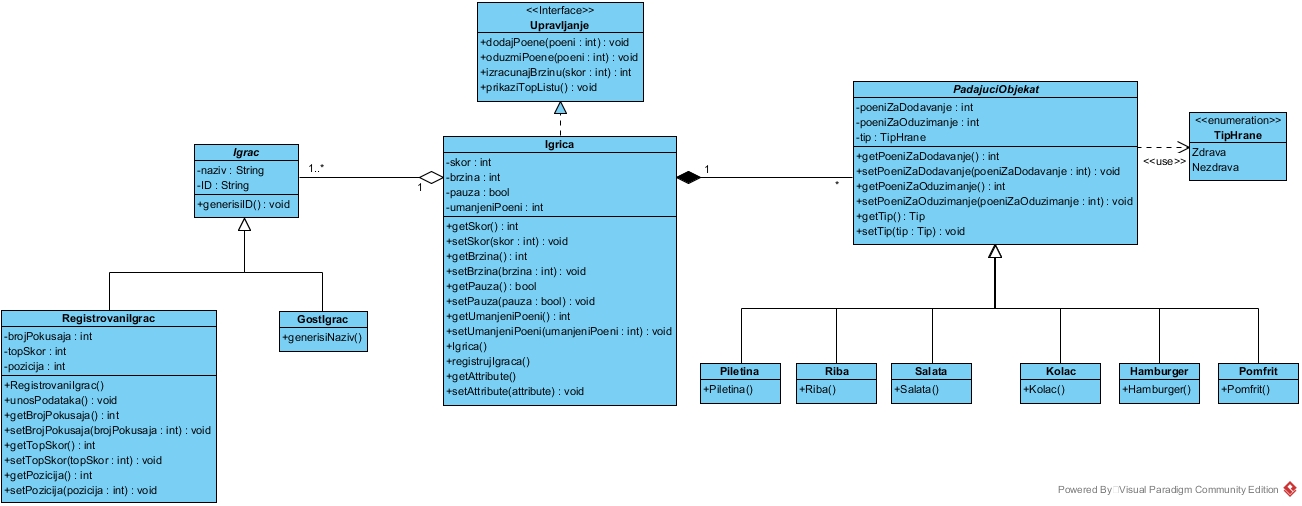 <<Interface>>
Upravljanje
+dodajPoene(poeni : int) : void
+oduzmiPoene(poeni : int) : void
+izracunajBrzinu(skor : int) : int
+prikaziTopListu() : void
Igrac
-naziv : String
-ID : String
+generisiID() : void
1..*
1
Igrica
-skor : int
-brzina : int
-pauza : bool
-umanjeniPoeni : int
+getSkor() : int
+setSkor(skor : int) : void
+getBrzina() : int
+setBrzina(brzina : int) : void
+getPauza() : bool
+setPauza(pauza : bool) : void
+getUmanjeniPoeni() : int
+setUmanjeniPoeni(umanjeniPoeni : int) : void
+Igrica()
+registrujIgraca()
+getAttribute()
+setAttribute(attribute) : void
1
*
PadajuciObjekat
-poeniZaDodavanje : int
-poeniZaOduzimanje : int
-tip : TipHrane
+getPoeniZaDodavanje() : int
+setPoeniZaDodavanje(poeniZaDodavanje : int) : void
+getPoeniZaOduzimanje() : int
+setPoeniZaOduzimanje(poeniZaOduzimanje : int) : void
+getTip() : Tip
+setTip(tip : Tip) : void
<<use>>
<<enumeration>>
TipHrane
Zdrava
Nezdrava
RegistrovaniIgrac
-brojPokusaja : int
-topSkor : int
-pozicija : int
+RegistrovaniIgrac()
+unosPodataka() : void
+getBrojPokusaja() : int
+setBrojPokusaja(brojPokusaja : int) : void
+getTopSkor() : int
+setTopSkor(topSkor : int) : void
+getPozicija() : int
+setPozicija(pozicija : int) : void
GostIgrac
+generisiNaziv()
Piletina
+Piletina()
Riba
+Riba()
Salata
+Salata()
Kolac
+Kolac()
Hamburger
+Hamburger()
Pomfrit
+Pomfrit()
Powered By Visual Paradigm Community Edition